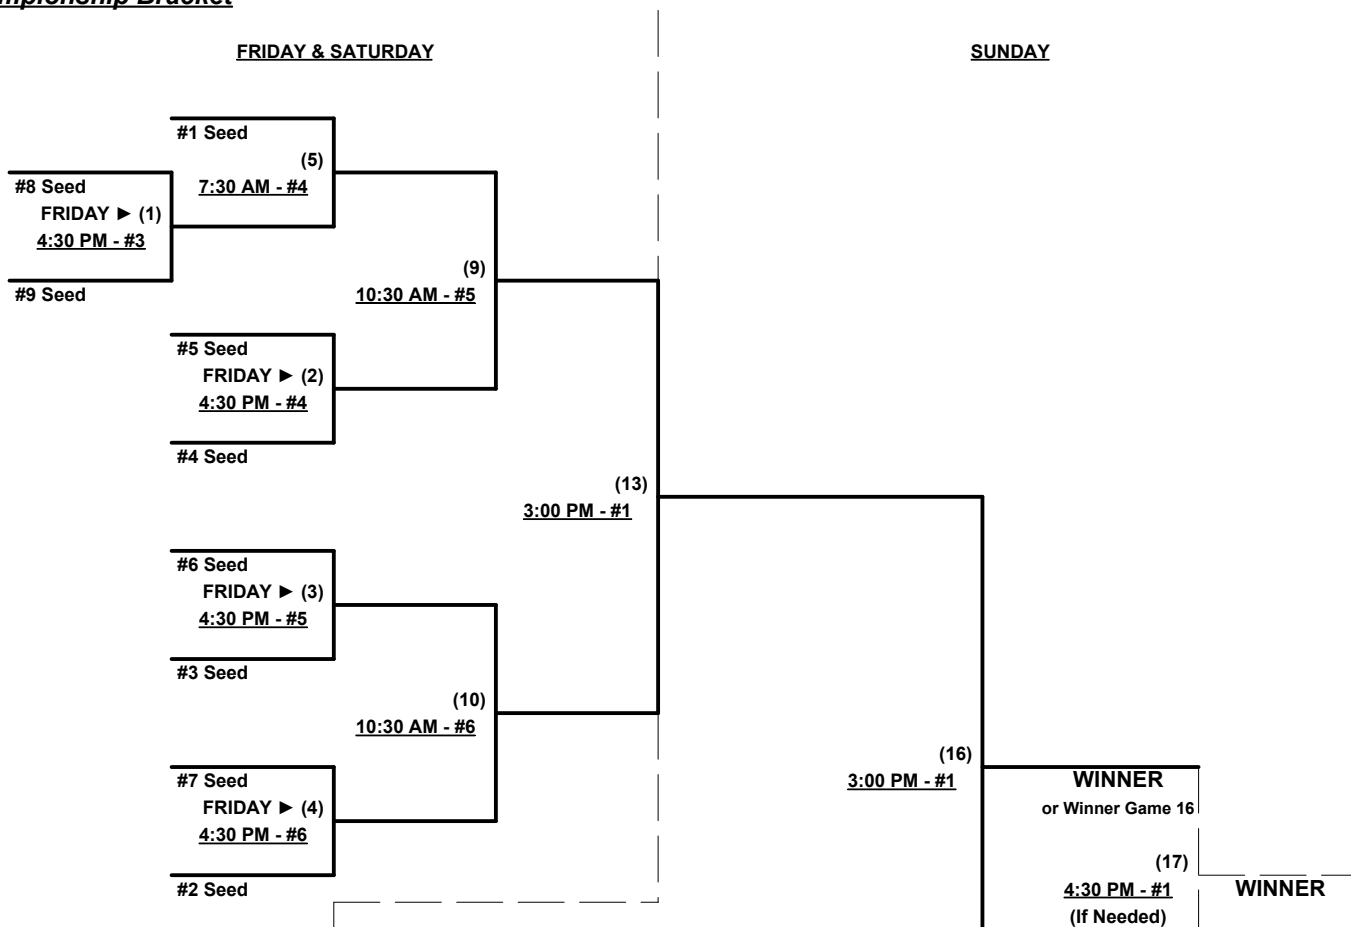 FRIDAY & SATURDAY
SUNDAY
#1 Seed
(5)
7:30 AM - #4
#8 Seed
FRIDAY ► (1)
4:30 PM - #3
#9 Seed
(9)
10:30 AM - #5
#5 Seed
FRIDAY ► (2)
4:30 PM - #4
#4 Seed
(13)
3:00 PM - #1
#6 Seed
FRIDAY ► (3)
4:30 PM - #5
#3 Seed
(10)
10:30 AM - #6
#7 Seed
FRIDAY ► (4)
4:30 PM - #6
#2 Seed
(16)
3:00 PM - #1
WINNER
or Winner Game 16
(17)
4:30 PM - #1
(If Needed)
WINNER